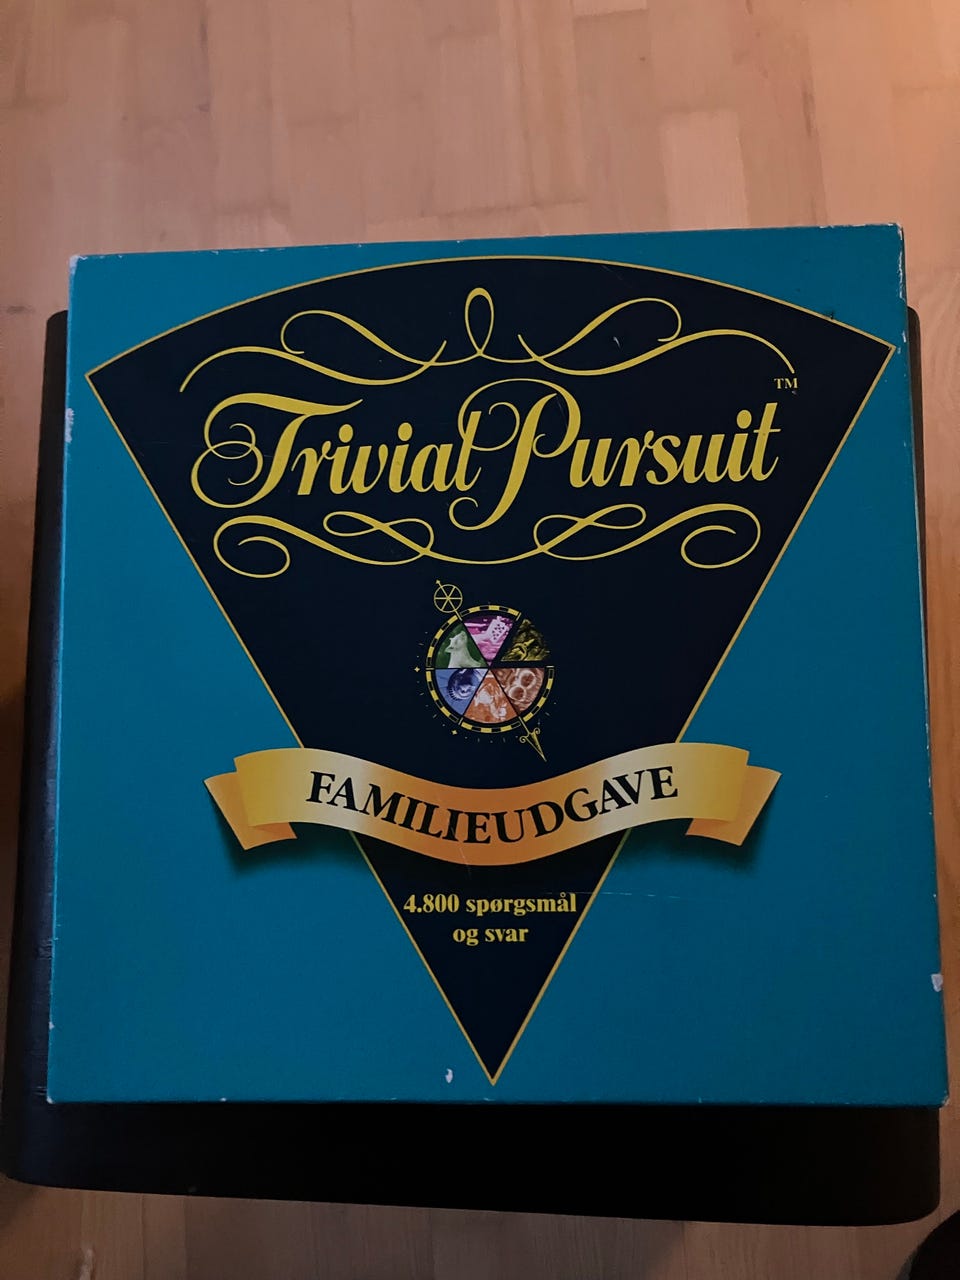 Trivial Pursuit™
FAMILIEUDGAVE
4.800 spørgsmål
og svar